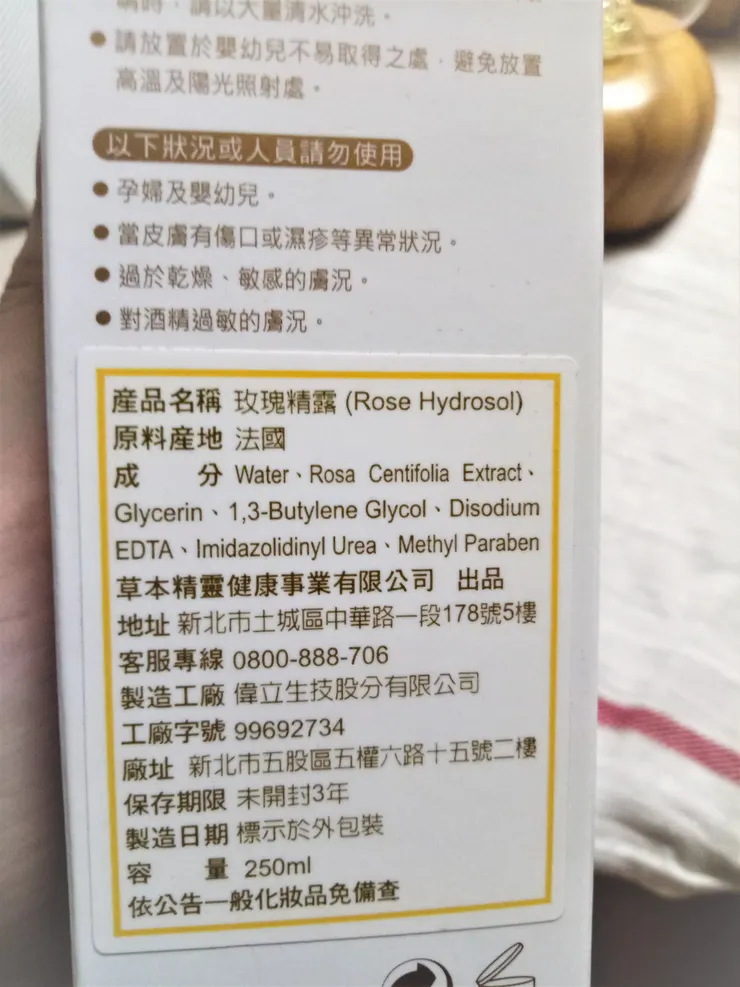 時,請以大量清水沖洗。
●請放置於嬰幼兒不易取得之處,避免放置
高溫及陽光照射處。
以下狀況或人員請勿使用
●孕婦及嬰幼兒。
●當皮膚有傷口或濕疹等異常狀況。
●過於乾燥、敏感的膚況。
●對酒精過敏的膚況。
產品名稱 玫瑰精露 (Rose Hydrosol)
原料產地 法國
成 分 Water、Rosa Centifolia Extract、
Glycerin、1,3-Butylene Glycol、Disodium
EDTA、Imidazolidinyl Urea、Methyl Paraben
草本精靈健康事業有限公司 出品
地址 新北市土城區中華路一段178號5樓
客服專線 0800-888-706
製造工廠 偉立生技股分有限公司
工廠字號 99692734
廠址 新北市五股區五權六路十五號二樓
保存期限 未開封3年
製造日期 標示於外包裝
容 量 250ml
依公告一般化妝品免備查